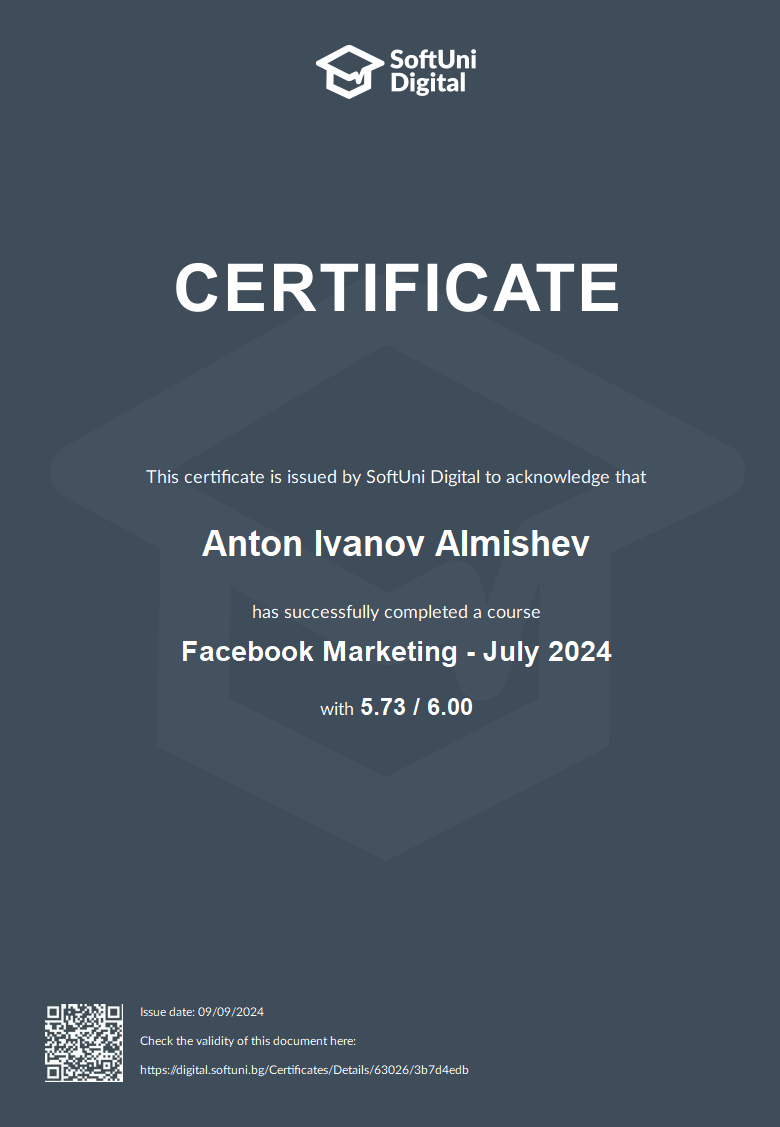 SoftUni
Digital
CERTIFICATE
This certificate is issued by SoftUni Digital to acknowledge that
Anton Ivanov Almishev
has successfully completed a course
Facebook Marketing - July 2024
with 5.73 / 6.00
Issue date: 09/09/2024
Check the validity of this document here:
https://digital.softuni.bg/Certificates/Details/63026/3b7d4edb